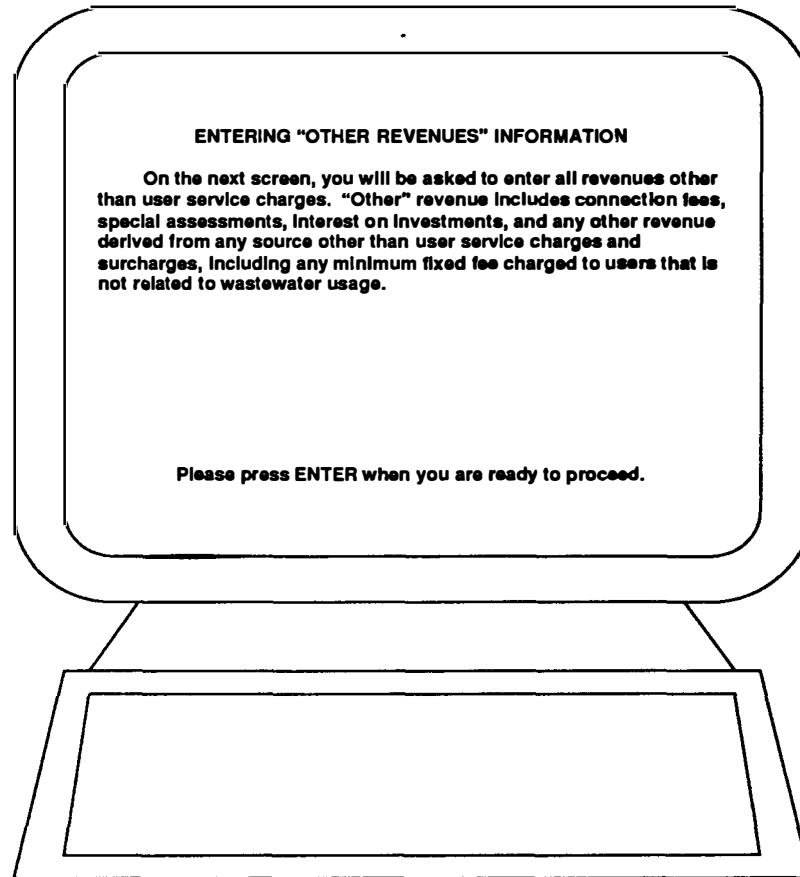 ENTERING “OTHER REVENUES” INFORMATION
On the next screen, you will be asked to enter all revenues other
than user service charges. “Other” revenue includes connection fees,
special assessments, interest on investments, and any other revenue
derived from any source other than user service charges and
surcharges, including any minimum fixed fee charged to users that is
not related to wastewater usage.
Please press ENTER when you are ready to proceed.